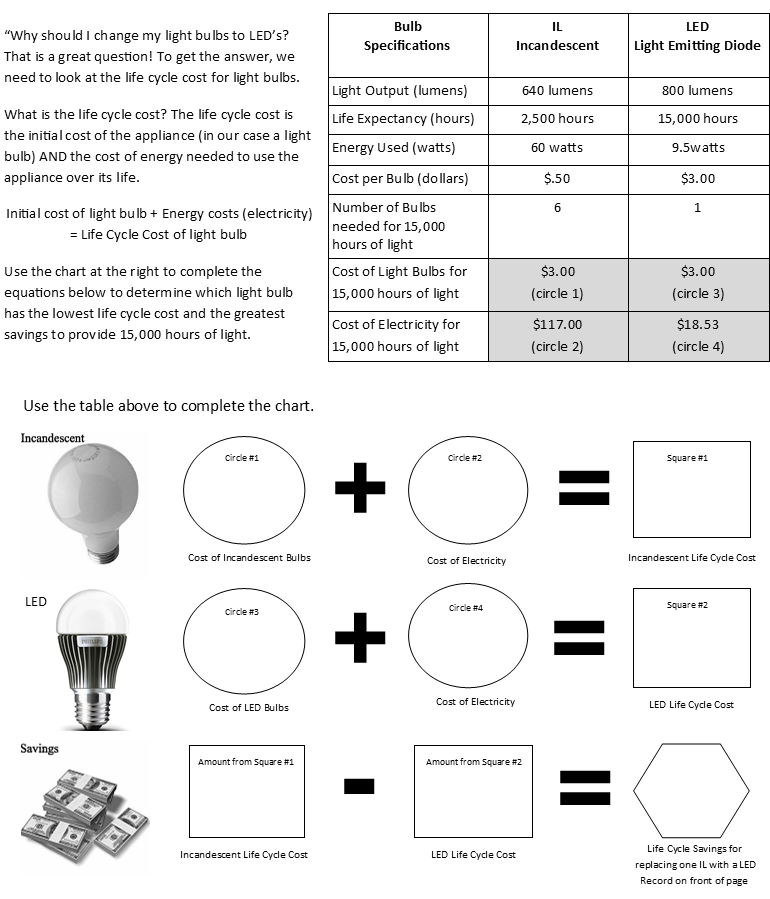 “Why should I change my light bulbs to LED’s?
That is a great question! To get the answer, we
need to look at the life cycle cost for light bulbs.
What is the life cycle cost? The life cycle cost is
the initial cost of the appliance (in our case a light
bulb) AND the cost of energy needed to use the
appliance over its life.
Initial cost of light bulb + Energy costs (electricity)
= Life Cycle Cost of light bulb
Use the chart at the right to complete the
equations below to determine which light bulb
has the lowest life cycle cost and the greatest
savings to provide 15,000 hours of light.
Bulb
Specifications
IL
Incandescent
LED
Light Emitting Diode
Light Output (lumens)
640 lumens
800 lumens
Life Expectancy (hours)
2,500 hours
15,000 hours
Energy Used (watts)
60 watts
9.5watts
Cost per Bulb (dollars)
$.50
$3.00
Number of Bulbs
needed for 15,000
hours of light
6
1
Cost of Light Bulbs for
15,000 hours of light
$3.00
(circle 1)
$3.00
(circle 3)
Cost of Electricity for
15,000 hours of light
$117.00
(circle 2)
$18.53
(circle 4)
Use the table above to complete the chart.
Incandescent
Circle #1
+
Circle #2
=
Square #1
Cost of Incandescent Bulbs
Cost of Electricity
Incandescent Life Cycle Cost
LED
PHILIPS
Circle #3
+
Circle #4
=
Square #2
Cost of LED Bulbs
Cost of Electricity
LED Life Cycle Cost
Savings
Amount from Square #1
-
Amount from Square #2
=
Incandescent Life Cycle Cost
LED Life Cycle Cost
Life Cycle Savings for
replacing one IL with a LED
Record on front of page